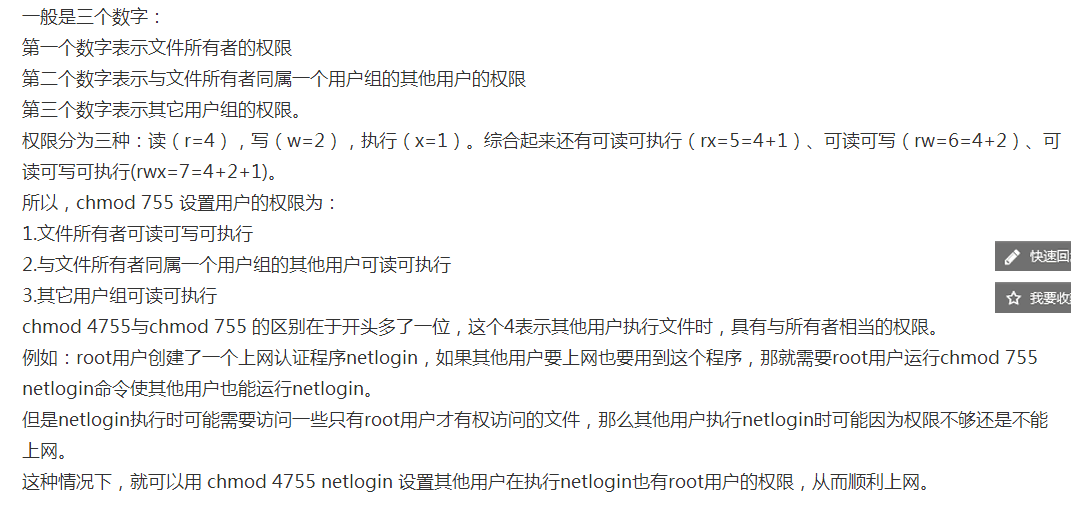 一般是三个数字：
第一个数字表示文件所有者的权限
第二个数字表示与文件所有者同属一个用户组的其他用户的权限
第三个数字表示其它用户组的权限。
权限分为三种：读（r=4），写（w=2），执行（x=1）。综合起来还有可读可执行（rx=5=4+1）、可读可写（rw=6=4+2）、可
读可写可执行(rwx=7=4+2+1)。
所以，chmod 755 设置用户的权限为：
1.文件所有者可读可写可执行
2.与文件所有者同属一个用户组的其他用户可读可执行
快速回
3.其它用户组可读可执行
我要收
chmod 4755与chmod 755 的区别在于开头多了一位，这个4表示其他用户执行文件时，具有与所有者相当的权限。
例如：root用户创建了一个上网认证程序netlogin，如果其他用户要上网也要用到这个程序，那就需要root用户运行chmod 755
netlogin命令使其他用户也能运行netlogin。
但是netlogin执行时可能需要访问一些只有root用户才有权访问的文件，那么其他用户执行netlogin时可能因为权限不够还是不能
上网。
这种情况下，就可以用 chmod 4755 netlogin 设置其他用户在执行netlogin也有root用户的权限，从而顺利上网。